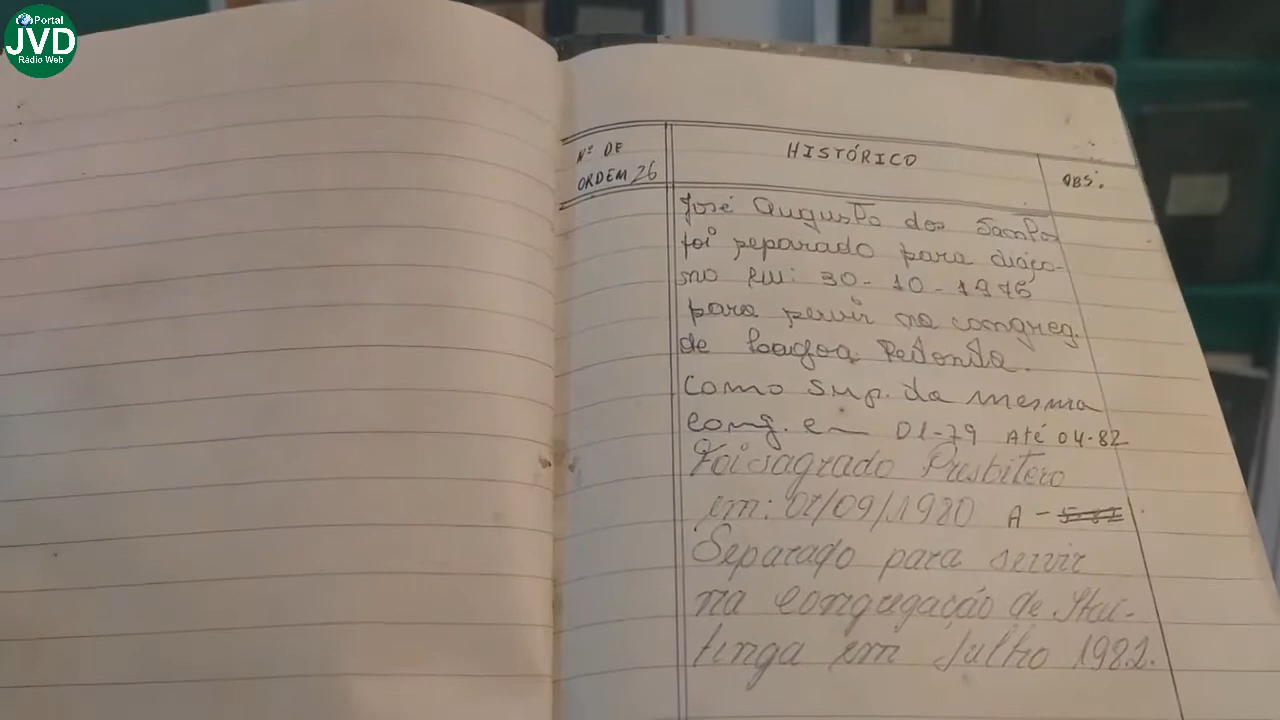 Portal
JVD
Rádio Web
Nº DE
ORDEM 26
HISTÓRICO
OBS:
José Augusto dos Santos
foi separado para diáco-
no em: 30-10-1976
para servir na congreg.
de Lagoa Redonda.
Como Sup. da mesma
cong. em 01-79 Até 04-82
Foi sagrado Presbitero
em: 07/09/1980 A -
Separado para servir
na congregação de Itai-
tinga em Julho 1982.